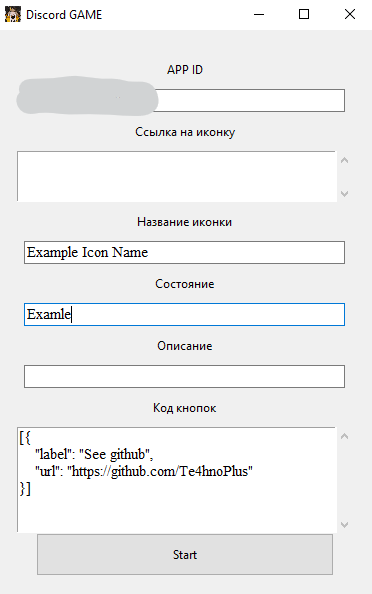 Discord GAME
APP ID
Ссылка на иконку
Название иконки
Example Icon Name
Состояние
Examle
Описание
Код кнопок
[{
"label": "See github",
"url": "https://github.com/Te4hnoPlus"
}]
Start